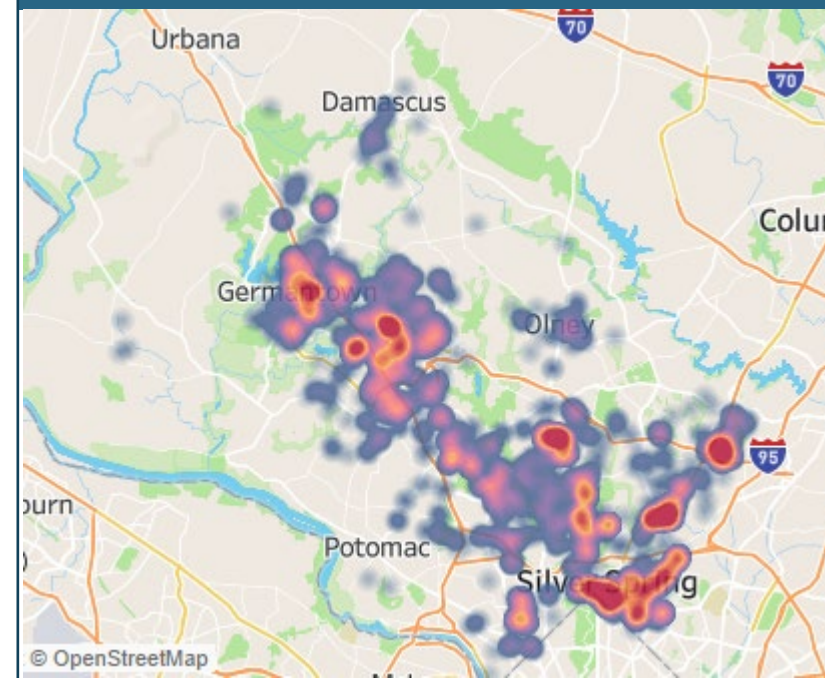 Urbana
70
70
Damascus
Colu
Germantown
Olney
95
burn
Potomac
Silver Spring
© OpenStreetMap